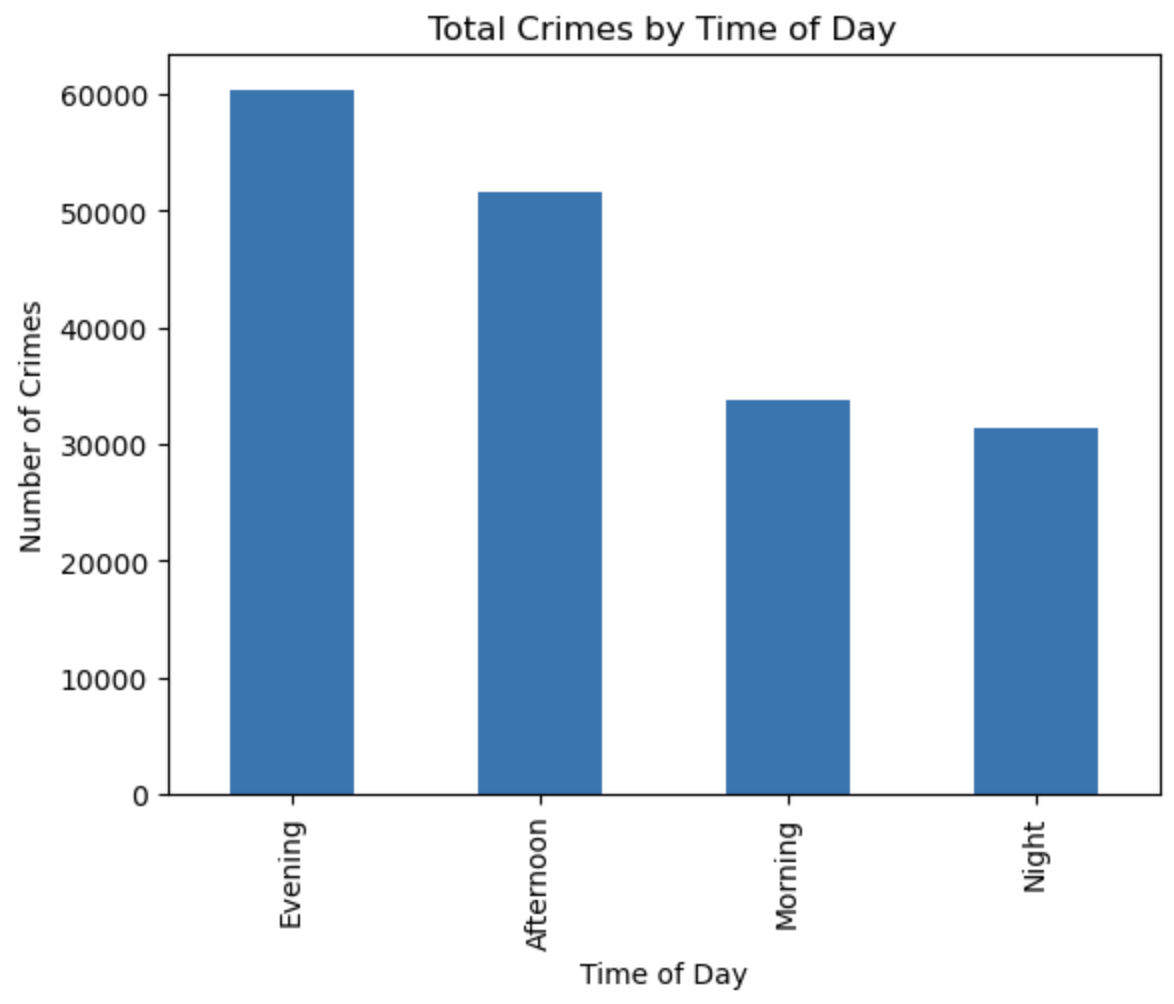 Total Crimes by Time of Day
Number of Crimes
60000
50000
40000
30000
20000
10000
0
Evening
Afternoon
Morning
Night
Time of Day